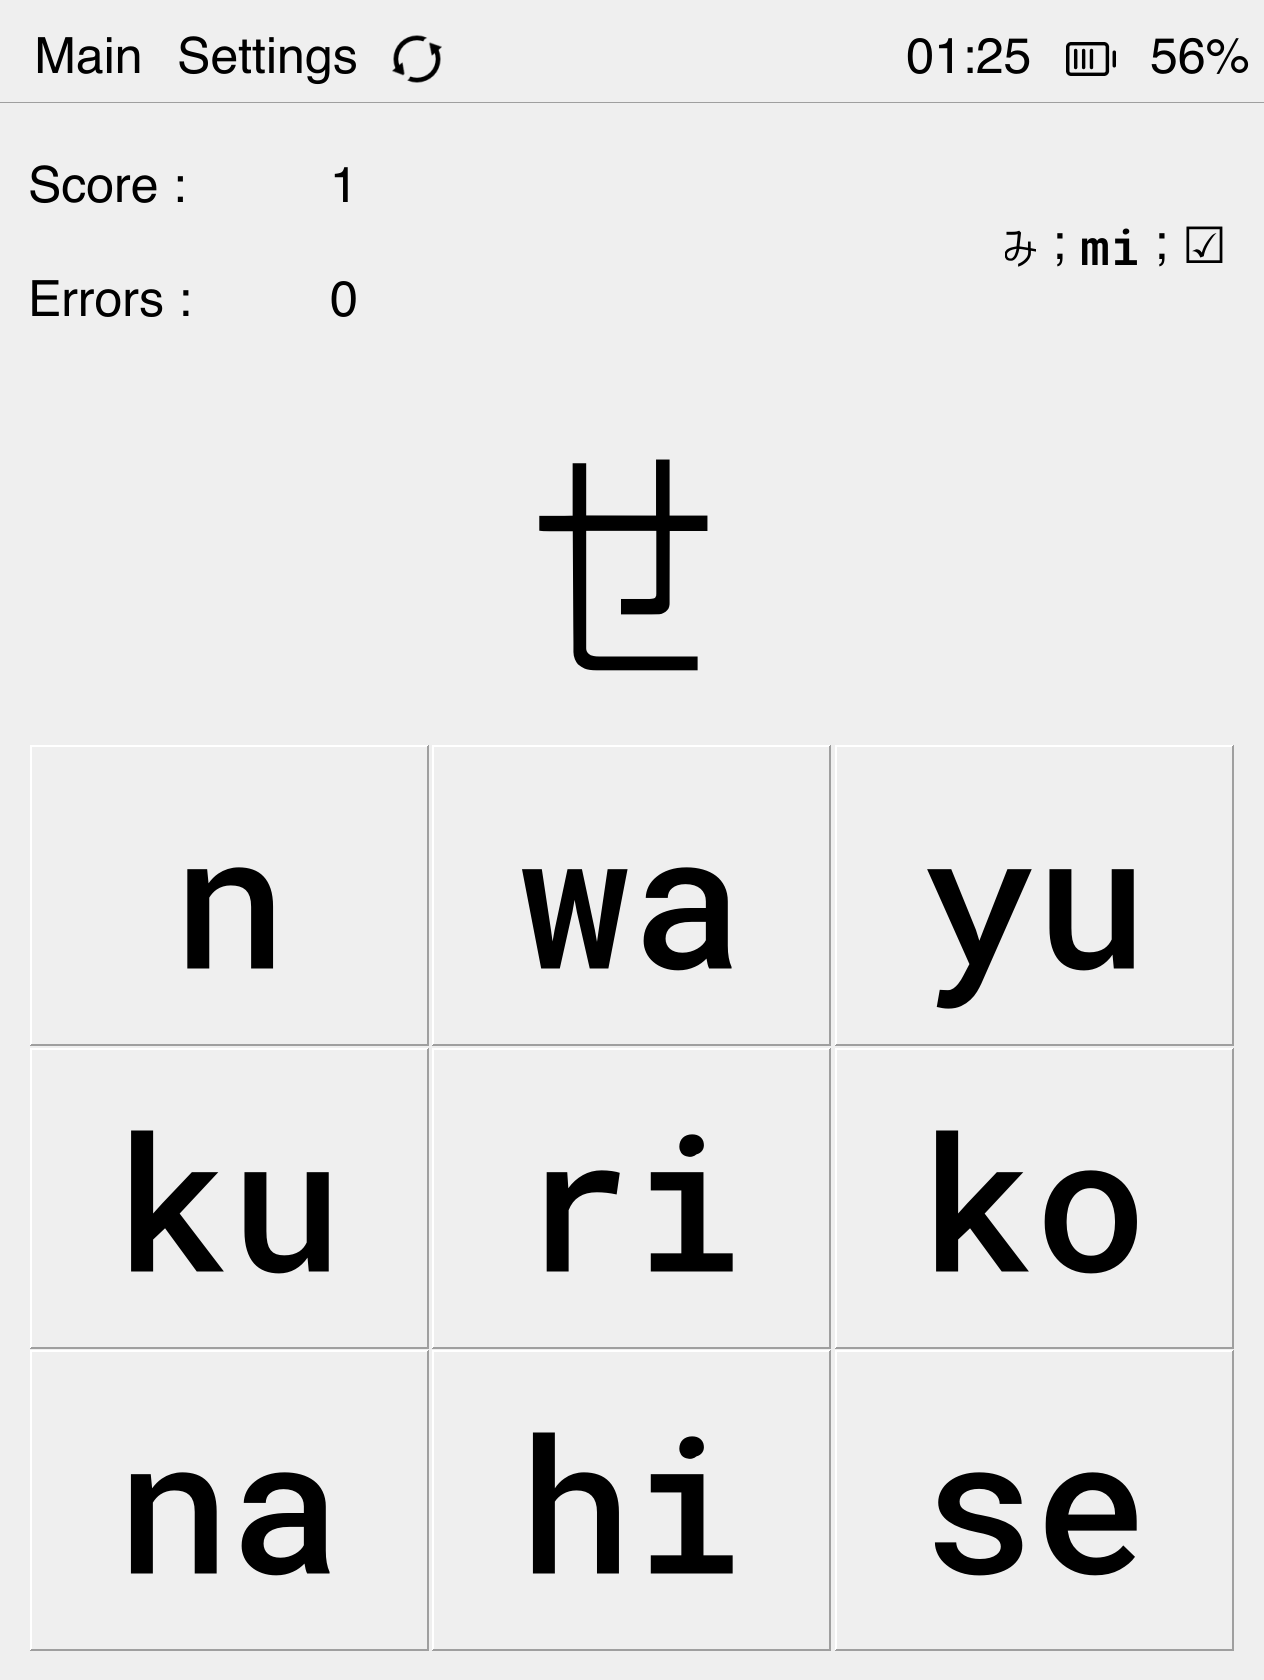 Main Settings 01:25 56%
Score : 1
み ; mi ; ☑
Errors : 0
せ
n wa yu
ku ri ko
na hi se